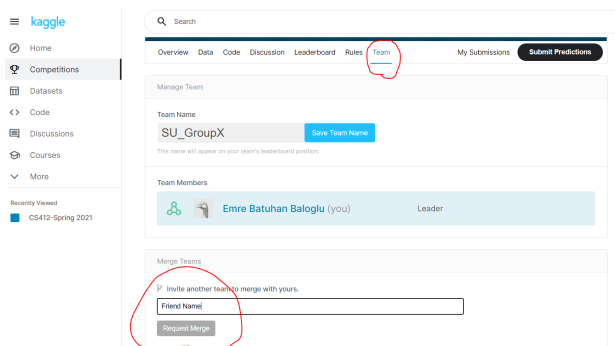 kaggle
Search
Home
Competitions
Datasets
Code
Discussions
Courses
More
Recently Viewed
CS412-Spring 2021
Overview Data Code Discussion Leaderboard Rules Team My Submissions Submit Predictions
Manage Team
Team Name
SU_GroupX Save Team Name
This name will appear on your team's leaderboard position.
Team Members
Emre Batuhan Baloglu (you) Leader
Merge Teams
Invite another team to merge with yours.
Friend Name
Request Merge